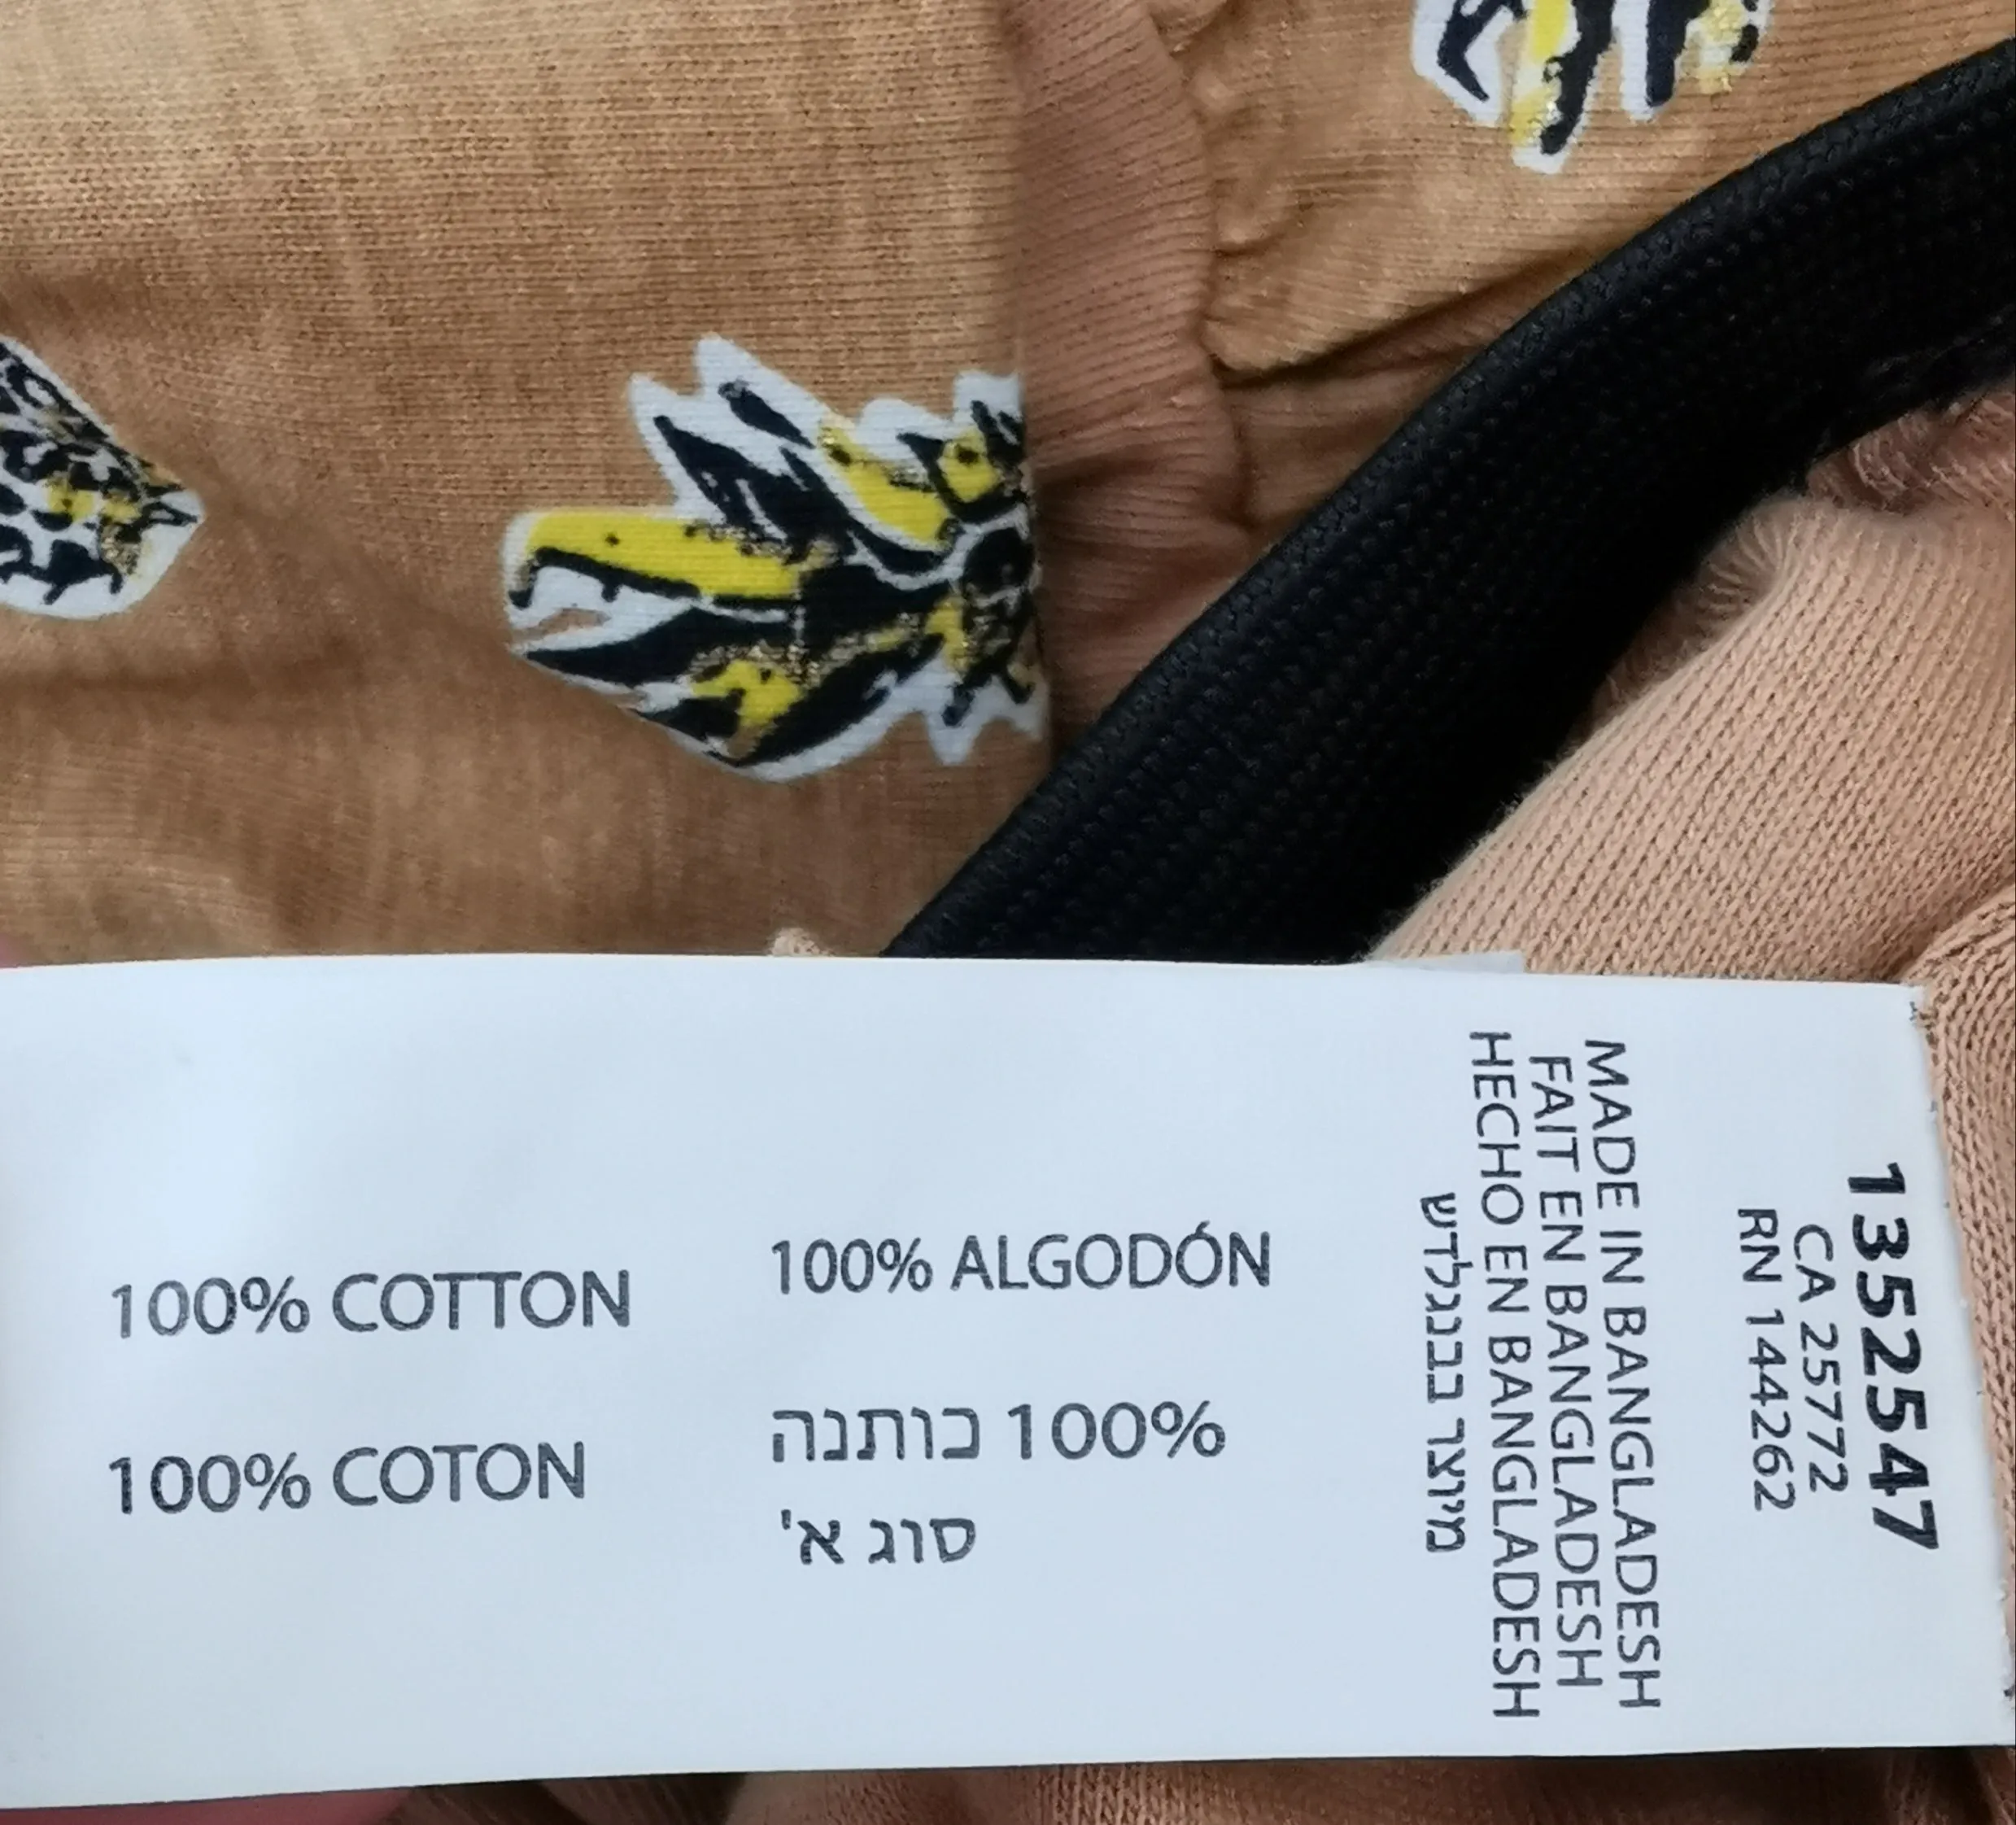 100% COTTON
100% COTON
100% ALGODÓN
100% כותנה
סוג א'
MADE IN BANGLADESH
FAIT EN BANGLADESH
HECHO EN BANGLADESH
מיוצר בבנגלדש
1352547
CA 25772
RN 144262